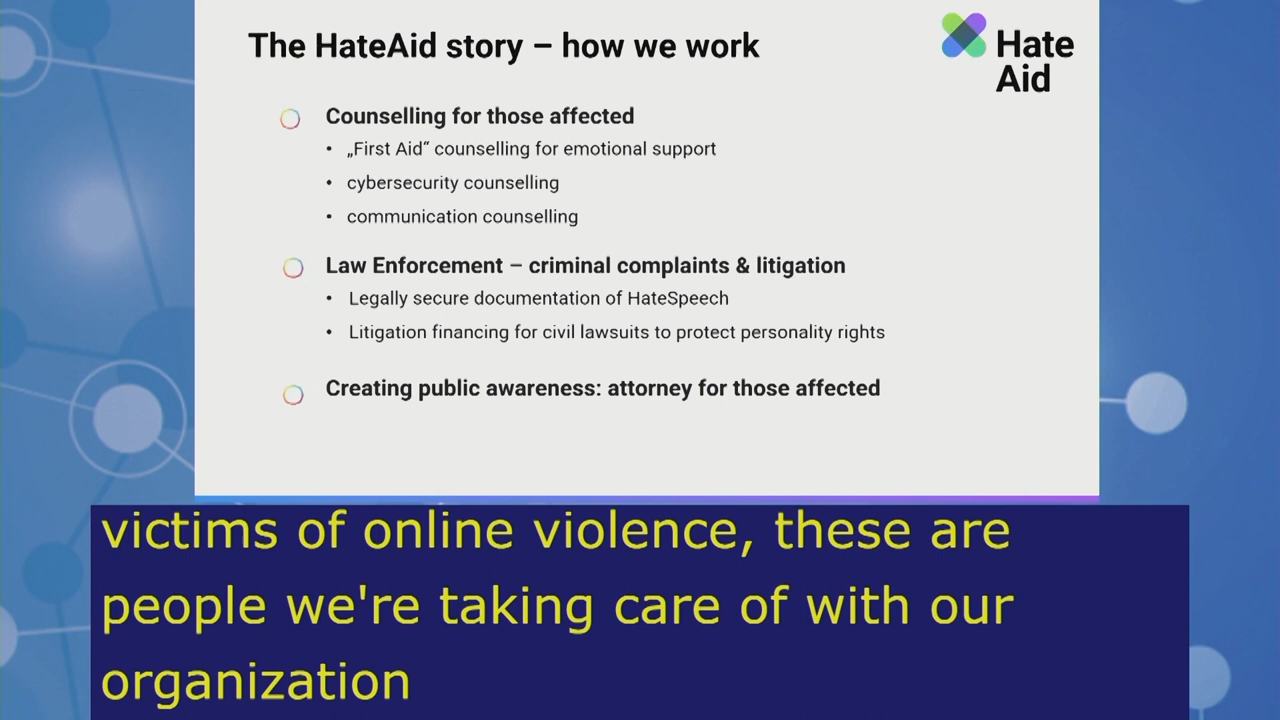 The HateAid story – how we work
Hate
Aid
Counselling for those affected
• „First Aid“ counselling for emotional support
• cybersecurity counselling
• communication counselling
Law Enforcement – criminal complaints & litigation
• Legally secure documentation of HateSpeech
• Litigation financing for civil lawsuits to protect personality rights
Creating public awareness: attorney for those affected
victims of online violence, these are
people we're taking care of with our
organization